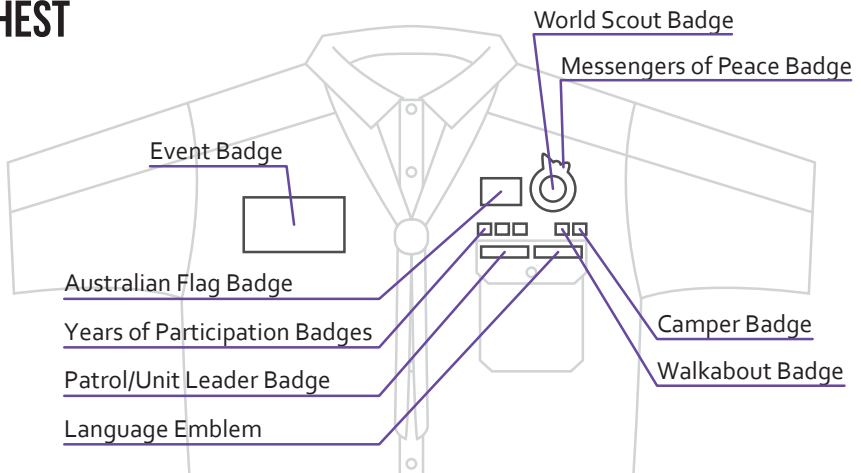 World Scout Badge
Messengers of Peace Badge
Event Badge
Australian Flag Badge
Years of Participation Badges
Camper Badge
Patrol/Unit Leader Badge
Walkabout Badge
Language Emblem